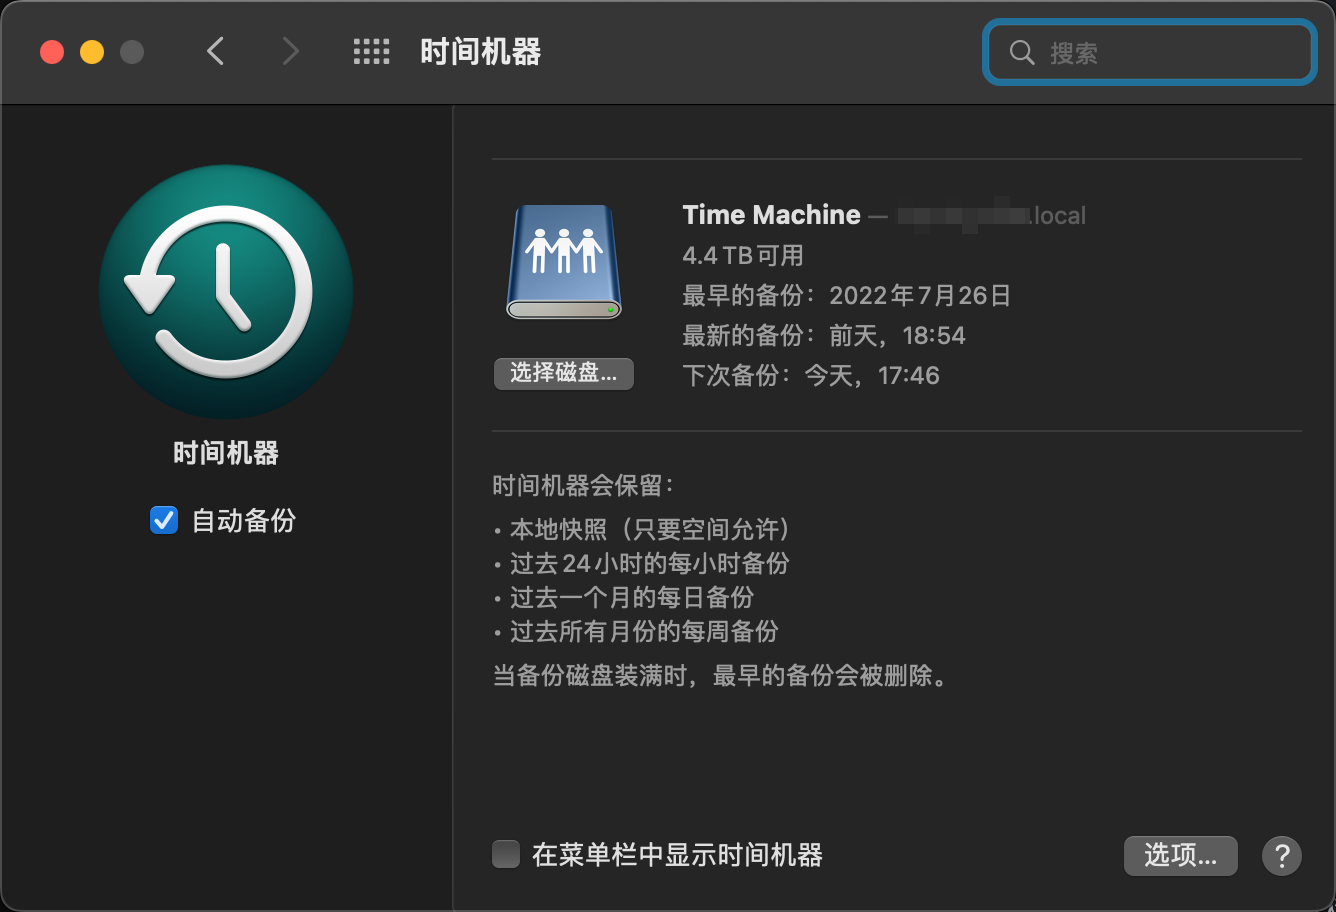 时间机器
搜索
时间机器
自动备份
Time Machine — .local
4.4 TB可用
最早的备份：2022年7月26日
最新的备份：前天，18:54
下次备份：今天，17:46
选择磁盘...
时间机器会保留：
• 本地快照（只要空间允许）
• 过去24小时的每小时备份
• 过去一个月的每日备份
• 过去所有月份的每周备份
当备份磁盘装满时，最早的备份会被删除。
在菜单栏中显示时间机器
选项...
?